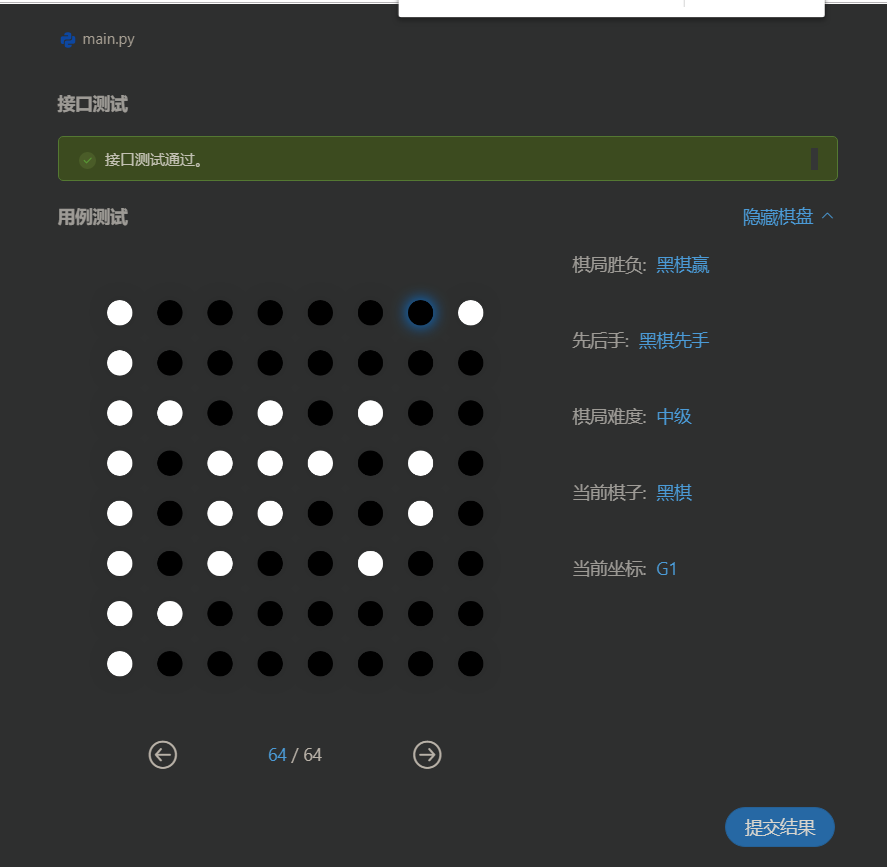 main.py
接口测试
接口测试通过。
用例测试
隐藏棋盘
棋局胜负: 黑棋赢
先后手: 黑棋先手
棋局难度: 中级
当前棋子: 黑棋
当前坐标: G1
64 / 64
提交结果